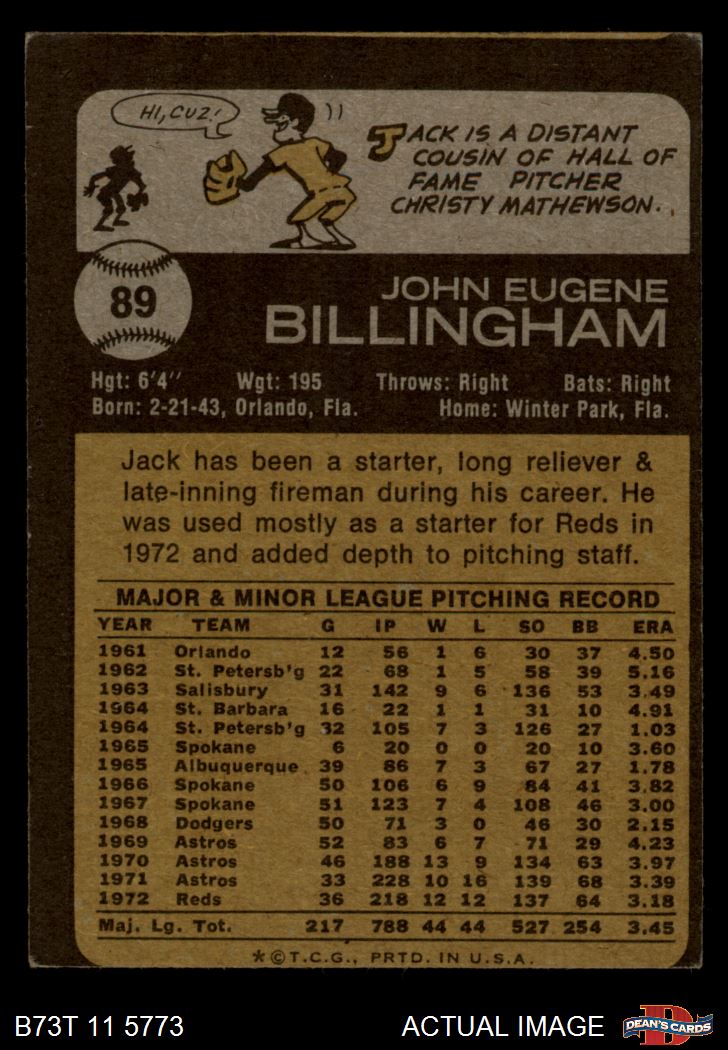 HI, CUZ!
JACK IS A DISTANT
COUSIN OF HALL OF
FAME PITCHER
CHRISTY MATHEWSON.
89
JOHN EUGENE
BILLINGHAM
Hgt: 6'4" Wgt: 195 Throws: Right Bats: Right
Born: 2-21-43, Orlando, Fla. Home: Winter Park, Fla.
Jack has been a starter, long reliever &
late-inning fireman during his career. He
was used mostly as a starter for Reds in
1972 and added depth to pitching staff.
MAJOR & MINOR LEAGUE PITCHING RECORD
YEAR TEAM G IP W L SO BB ERA
1961 Orlando 12 56 1 6 30 37 4.50
1962 St. Petersb'g 22 68 1 5 58 39 5.16
1963 Salisbury 31 142 9 6 136 53 3.49
1964 St. Barbara 16 22 1 1 31 10 4.91
1964 St. Petersb'g 32 105 7 3 126 27 1.03
1965 Spokane 6 20 0 0 20 10 3.60
1965 Albuquerque 39 86 7 3 67 27 1.78
1966 Spokane 50 106 6 9 84 41 3.82
1967 Spokane 51 123 7 4 108 46 3.00
1968 Dodgers 50 71 3 0 46 30 2.15
1969 Astros 52 83 6 7 71 29 4.23
1970 Astros 46 188 13 9 134 63 3.97
1971 Astros 33 228 10 16 139 68 3.39
1972 Reds 36 218 12 12 137 64 3.18
Maj. Lg. Tot. 217 788 44 44 527 254 3.45
*©T.C.G., PRTD. IN U.S.A.
B73T 11 5773 ACTUAL IMAGE DEAN'S CARDS